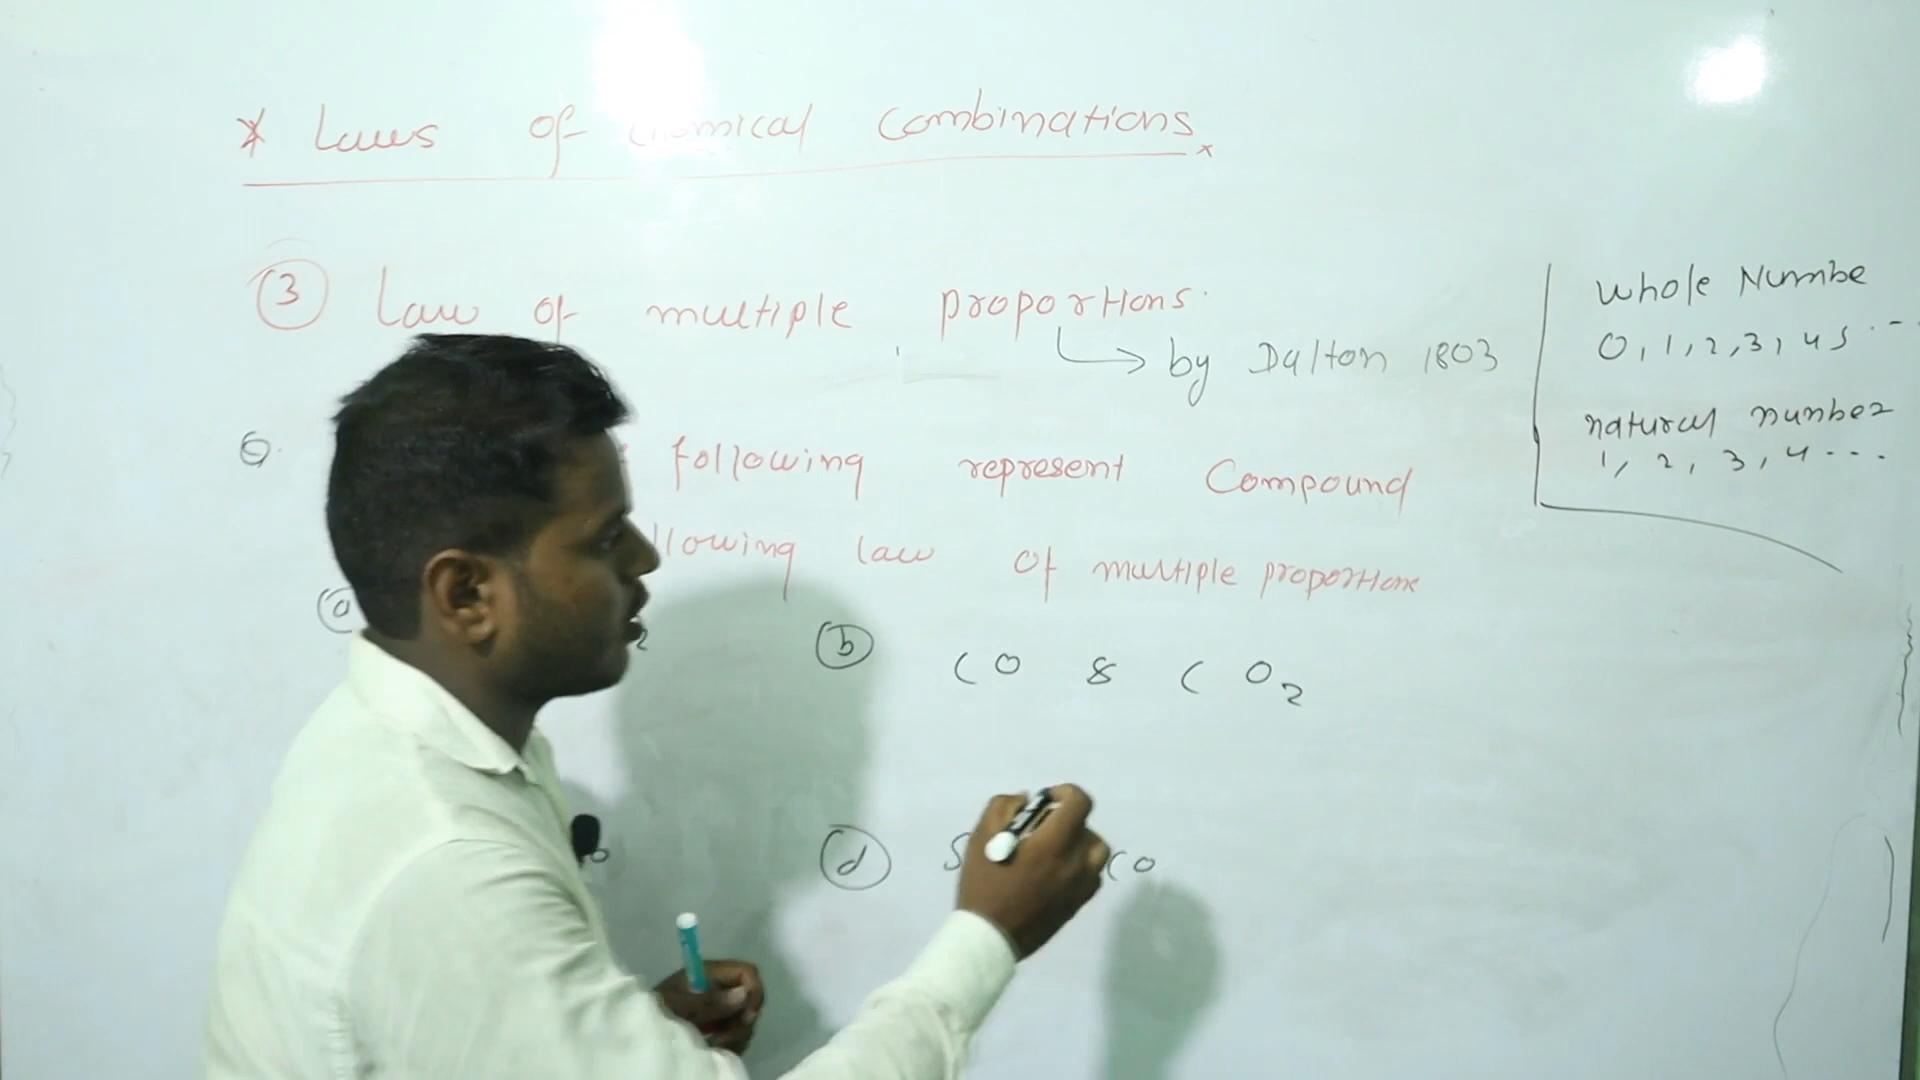 * Laws of chemical Combinations
③ Law of multiple proportions.
by Dalton 1803
Q. following represent Compound
llowing law of multiple proportions
ⓐ 2
ⓑ CO & CO2
ⓓ S CO
whole Numbe
0, 1, 2, 3, 4 5 . - -
natural number
1, 2, 3, 4 ...